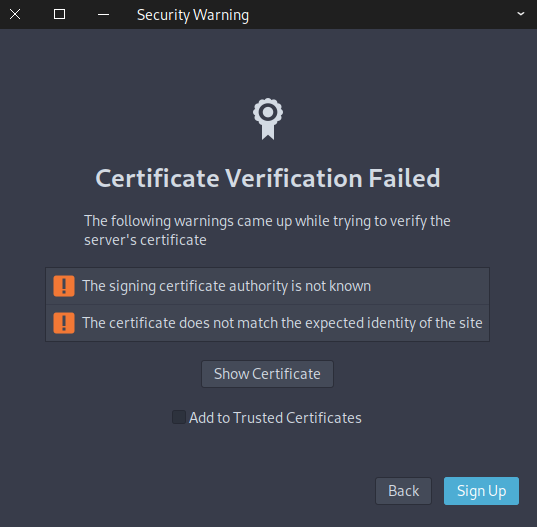 Security Warning
Certificate Verification Failed
The following warnings came up while trying to verify the
server's certificate
The signing certificate authority is not known
The certificate does not match the expected identity of the site
Show Certificate
Add to Trusted Certificates
Back
Sign Up